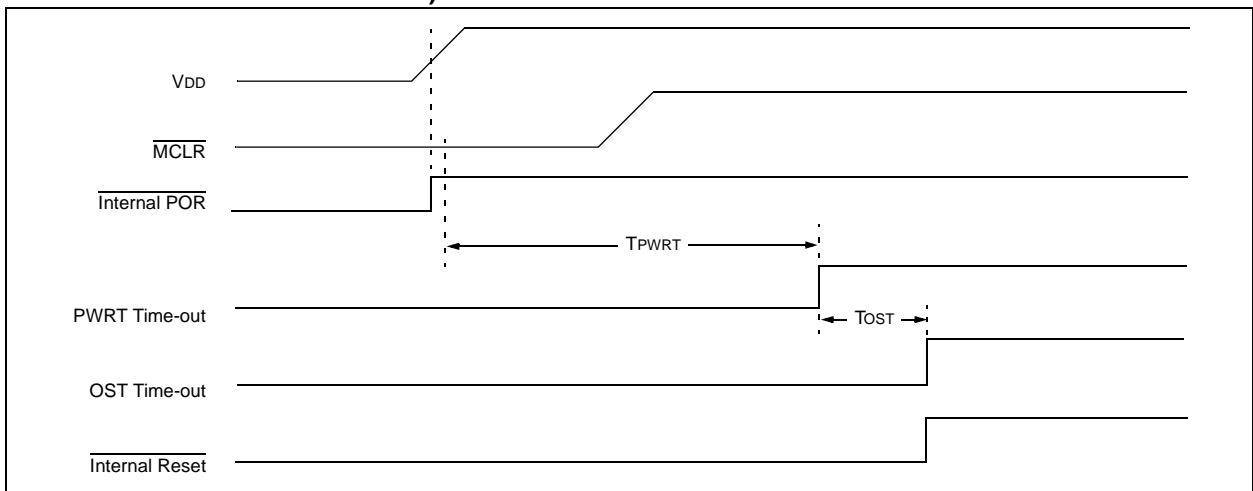 VDD
MCLR
Internal POR
TPWRT
PWRT Time-out
TOST
OST Time-out
Internal Reset